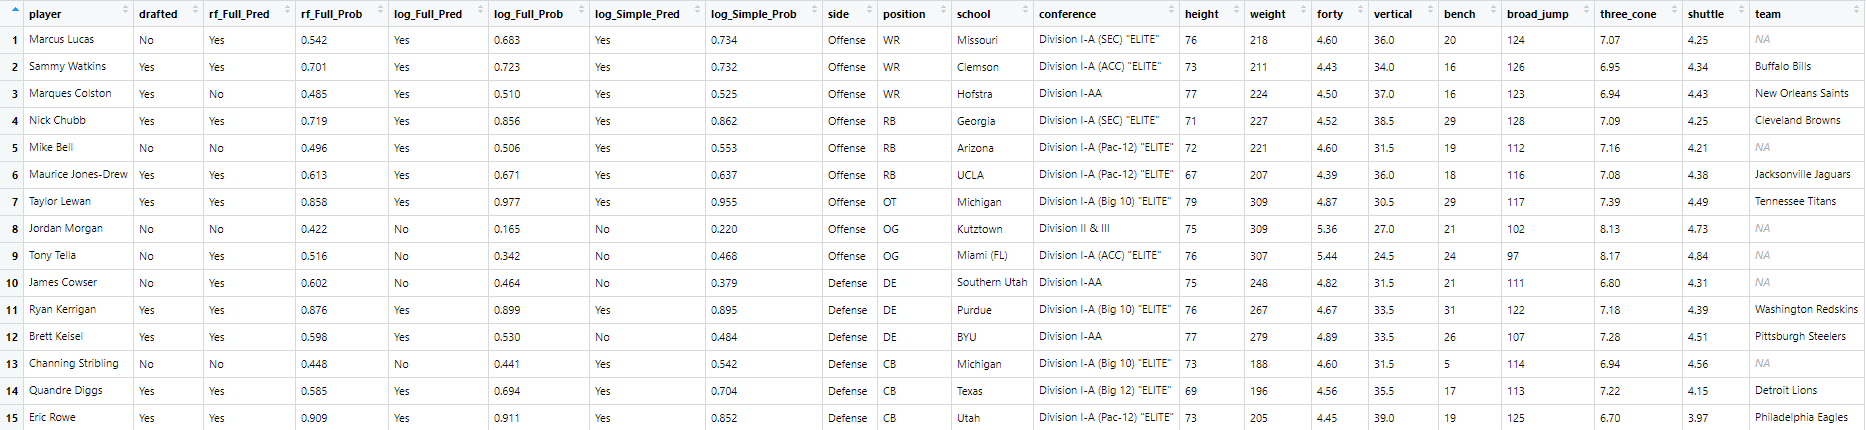 player drafted rf_Full_Pred rf_Full_Prob log_Full_Pred log_Full_Prob log_Simple_Pred log_Simple_Prob side position school conference height weight forty vertical bench broad_jump three_cone shuttle team
1 Marcus Lucas No Yes 0.542 Yes 0.683 Yes 0.734 Offense WR Missouri Division I-A (SEC) "ELITE" 76 218 4.60 36.0 20 124 7.07 4.25 NA
2 Sammy Watkins Yes Yes 0.701 Yes 0.723 Yes 0.732 Offense WR Clemson Division I-A (ACC) "ELITE" 73 211 4.43 34.0 16 126 6.95 4.34 Buffalo Bills
3 Marques Colston Yes No 0.485 Yes 0.510 Yes 0.525 Offense WR Hofstra Division I-AA 77 224 4.50 37.0 16 123 6.94 4.43 New Orleans Saints
4 Nick Chubb Yes Yes 0.719 Yes 0.856 Yes 0.862 Offense RB Georgia Division I-A (SEC) "ELITE" 71 227 4.52 38.5 29 128 7.09 4.25 Cleveland Browns
5 Mike Bell No No 0.496 Yes 0.506 Yes 0.553 Offense RB Arizona Division I-A (Pac-12) "ELITE" 72 221 4.60 31.5 19 112 7.16 4.21 NA
6 Maurice Jones-Drew Yes Yes 0.613 Yes 0.671 Yes 0.637 Offense RB UCLA Division I-A (Pac-12) "ELITE" 67 207 4.39 36.0 18 116 7.08 4.38 Jacksonville Jaguars
7 Taylor Lewan Yes Yes 0.858 Yes 0.977 Yes 0.955 Offense OT Michigan Division I-A (Big 10) "ELITE" 79 309 4.87 30.5 29 117 7.39 4.49 Tennessee Titans
8 Jordan Morgan No No 0.422 No 0.165 No 0.220 Offense OG Kutztown Division II & III 75 309 5.36 27.0 21 102 8.13 4.73 NA
9 Tony Tella No Yes 0.516 No 0.342 No 0.468 Offense OG Miami (FL) Division I-A (ACC) "ELITE" 76 307 5.44 24.5 24 97 8.17 4.84 NA
10 James Cowser No Yes 0.602 No 0.464 No 0.379 Defense DE Southern Utah Division I-AA 75 248 4.82 31.5 21 111 6.80 4.31 NA
11 Ryan Kerrigan Yes Yes 0.876 Yes 0.899 Yes 0.895 Defense DE Purdue Division I-A (Big 10) "ELITE" 76 267 4.67 33.5 31 122 7.18 4.39 Washington Redskins
12 Brett Keisel Yes Yes 0.598 Yes 0.530 No 0.484 Defense DE BYU Division I-AA 77 279 4.89 33.5 26 107 7.28 4.51 Pittsburgh Steelers
13 Channing Stribling No No 0.448 No 0.441 Yes 0.542 Defense CB Michigan Division I-A (Big 10) "ELITE" 73 188 4.60 31.5 5 114 6.94 4.56 NA
14 Quandre Diggs Yes Yes 0.585 Yes 0.694 Yes 0.704 Defense CB Texas Division I-A (Big 12) "ELITE" 69 196 4.56 35.5 17 113 7.22 4.15 Detroit Lions
15 Eric Rowe Yes Yes 0.909 Yes 0.911 Yes 0.852 Defense CB Utah Division I-A (Pac-12) "ELITE" 73 205 4.45 39.0 19 125 6.70 3.97 Philadelphia Eagles